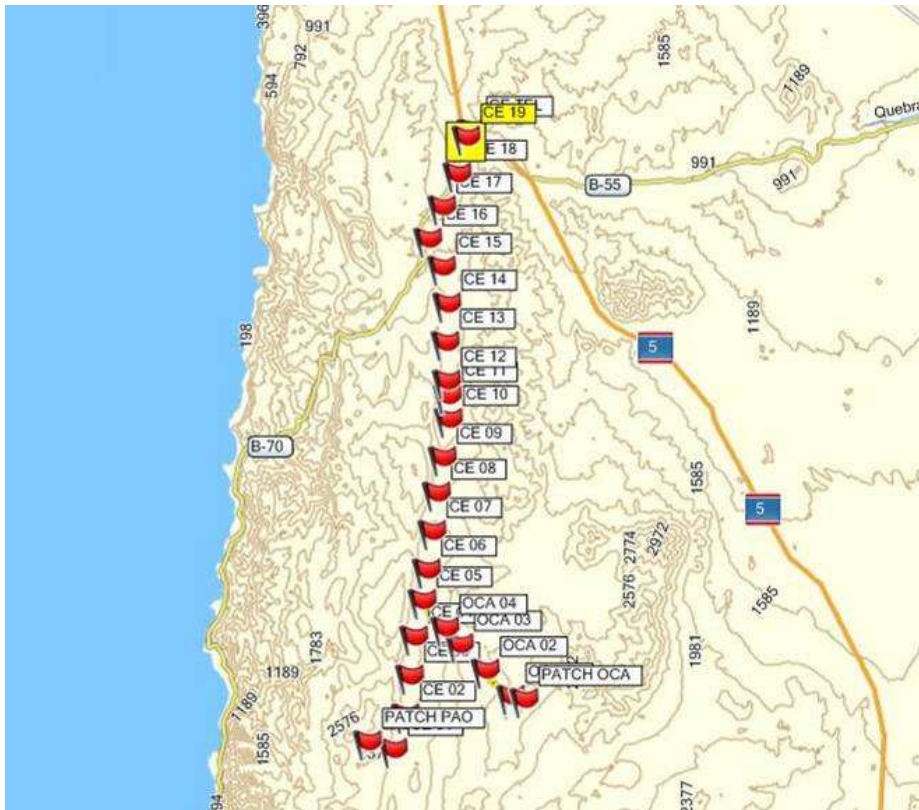 396
991
792
594
1585
1189
CE 19
Quebra
CE 18
991
991
B-55
CE 17
CE 16
CE 15
CE 14
1189
CE 13
198
5
CE 12
CE 11
CE 10
CE 09
B-70
CE 08
1585
CE 07
5
2972
2774
CE 06
CE 05
2576
1585
OCA 04
OCA 03
1783
OCA 02
1981
1189
PATCH OCA
CE 02
1189
PATCH PAO
2576
1585
2377